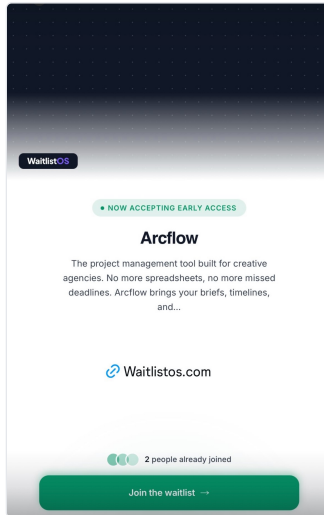 WaitlistOS
NOW ACCEPTING EARLY ACCESS
Arcflow
The project management tool built for creative
agencies. No more spreadsheets, no more missed
deadlines. Arcflow brings your briefs, timelines,
and...
Waitlistos.com
2 people already joined
Join the waitlist →